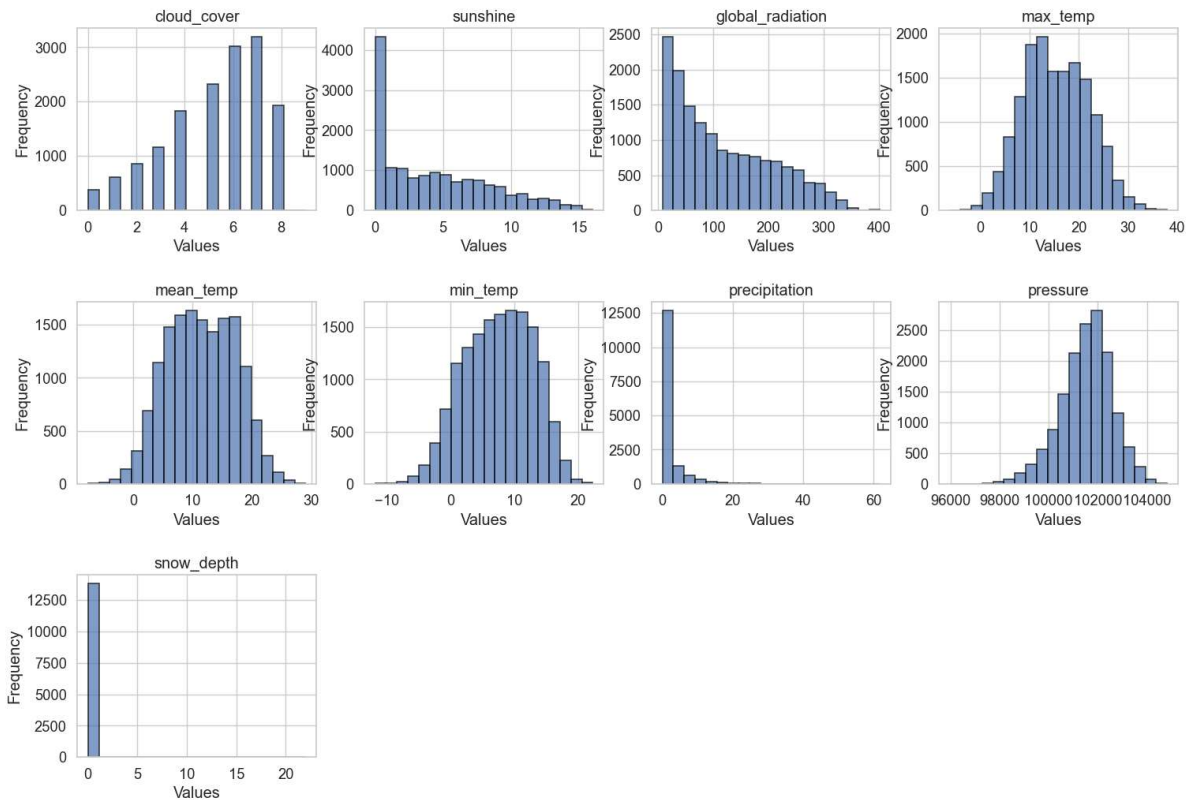 cloud_cover
Frequency
3000
2000
1000
0
0 2 4 6 8
Values
sunshine
Frequency
4000
3000
2000
1000
0
0 5 10 15
Values
global_radiation
Frequency
2500
2000
1500
1000
500
0
0 100 200 300 400
Values
max_temp
Frequency
2000
1500
1000
500
0
0 10 20 30 40
Values
mean_temp
Frequency
1500
1000
500
0
0 10 20 30
Values
min_temp
Frequency
1500
1000
500
0
−10 0 10 20
Values
precipitation
Frequency
12500
10000
7500
5000
2500
0
0 20 40 60
Values
pressure
Frequency
2500
2000
1500
1000
500
0
96000 98000 100000 102000 104000
Values
snow_depth
Frequency
12500
10000
7500
5000
2500
0
0 5 10 15 20
Values